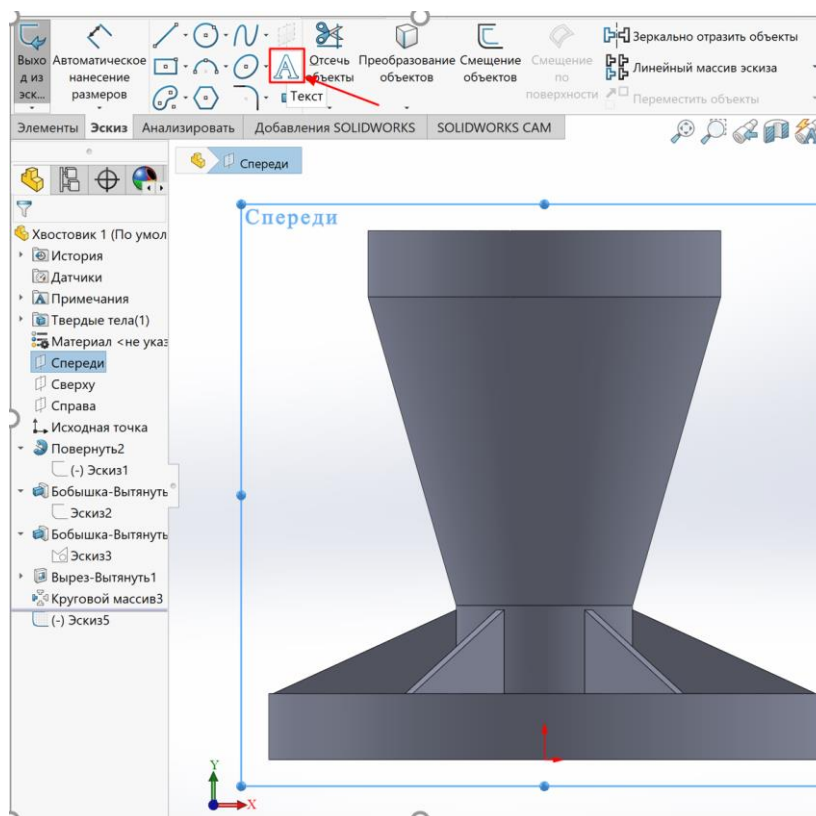 Выхо
д из
эск...
Автоматическое
нанесение
размеров
Текст
Отсечь
объекты
Преобразование
объектов
Смещение
объектов
Смещение
по
поверхности
Зеркально отразить объекты
Линейный массив эскиза
Переместить объекты
Элементы Эскиз Анализировать Добавления SOLIDWORKS SOLIDWORKS CAM
Спереди
Хвостовик 1 (По умол
История
Датчики
Примечания
Твердые тела(1)
Материал <не указ
Спереди
Сверху
Справа
Исходная точка
Повернуть2
(-) Эскиз1
Бобышка-Вытянуть
Эскиз2
Бобышка-Вытянуть
Эскиз3
Вырез-Вытянуть1
Круговой массив3
(-) Эскиз5
Спереди
Y
X